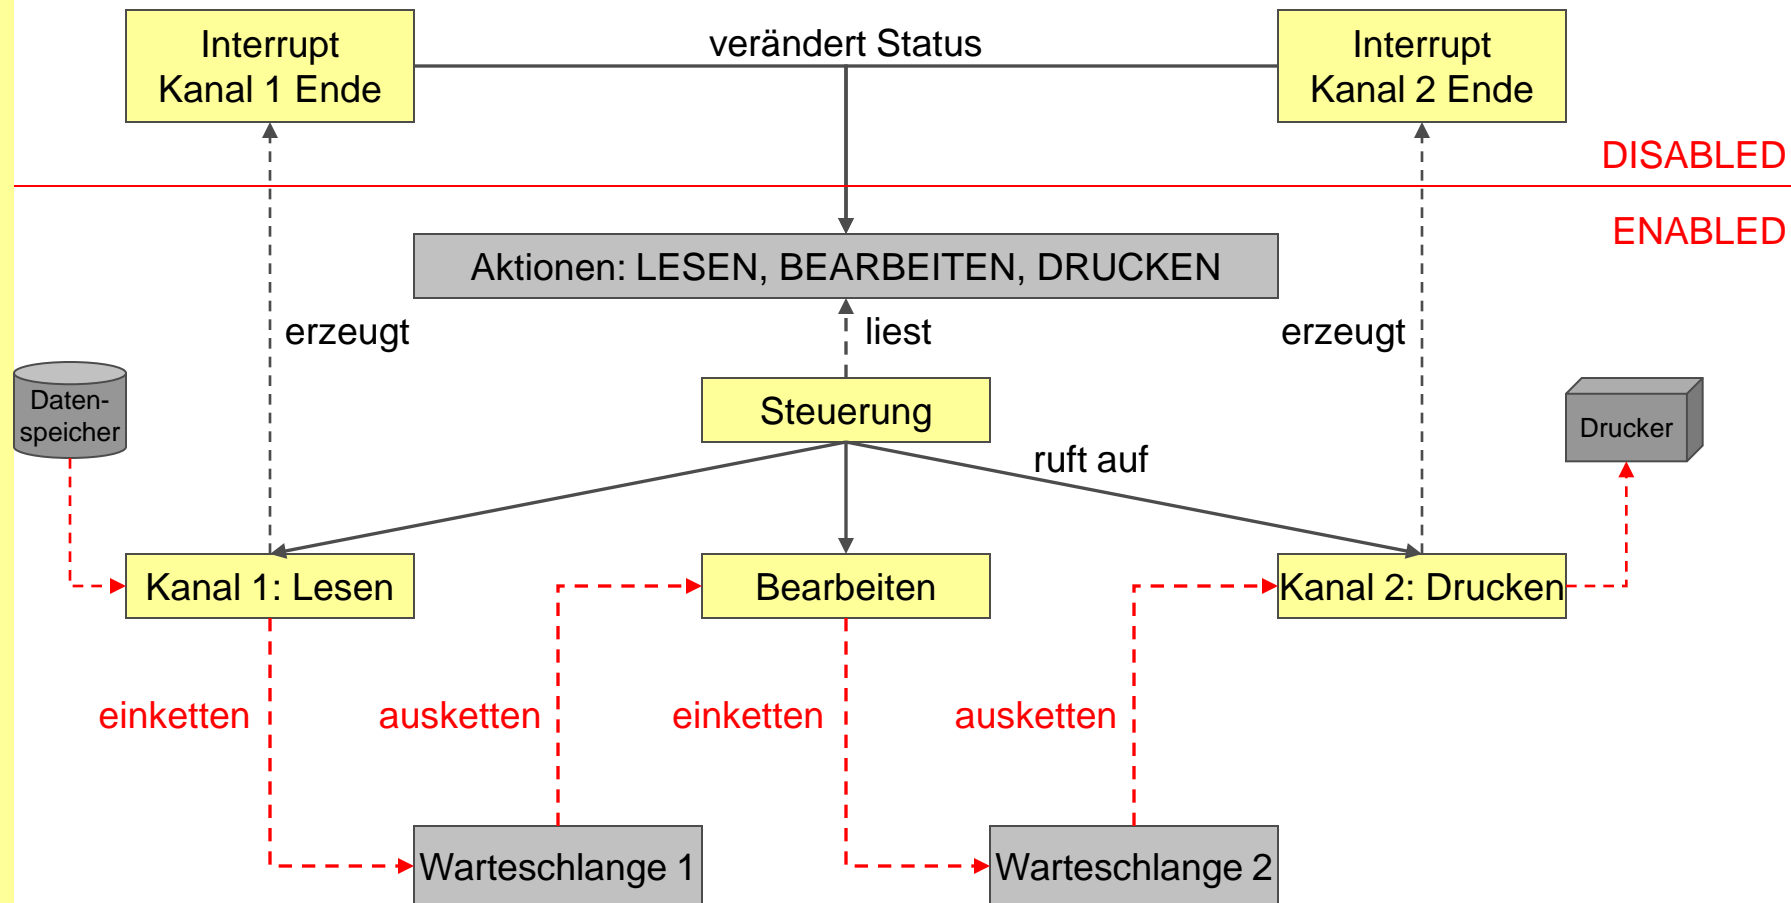 Interrupt
Kanal 1 Ende
verändert Status
Interrupt
Kanal 2 Ende
DISABLED
ENABLED
Aktionen: LESEN, BEARBEITEN, DRUCKEN
erzeugt
liest
erzeugt
Daten-
speicher
Steuerung
Drucker
ruft auf
Kanal 1: Lesen
Bearbeiten
Kanal 2: Drucken
einketten
ausketten
einketten
ausketten
Warteschlange 1
Warteschlange 2